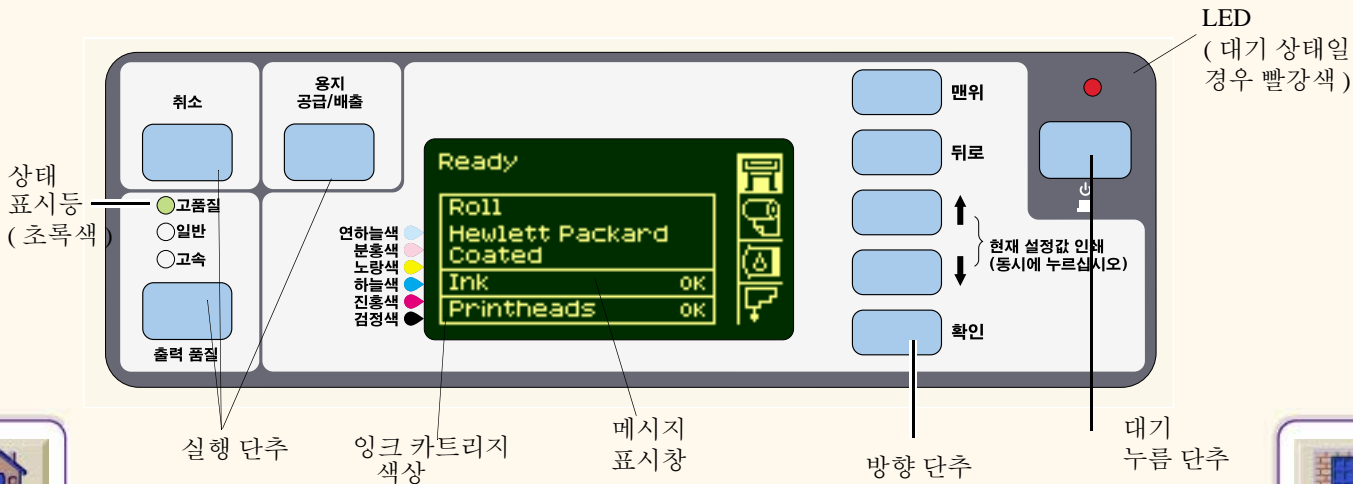 LED
( 대기 상태일
경우 빨강색 )
취소
용지
공급/배출
맨위
뒤로
현재 설정값 인쇄
(동시에 누르십시오)
확인
상태
표시등
( 초록색 )
고품질
일반
고속
출력 품질
연하늘색
분홍색
노랑색
하늘색
진홍색
검정색
Ready
Roll
Hewlett Packard
Coated
Ink OK
Printheads OK
실행 단추
잉크 카트리지
색상
메시지
표시창
방향 단추
대기
누름 단추